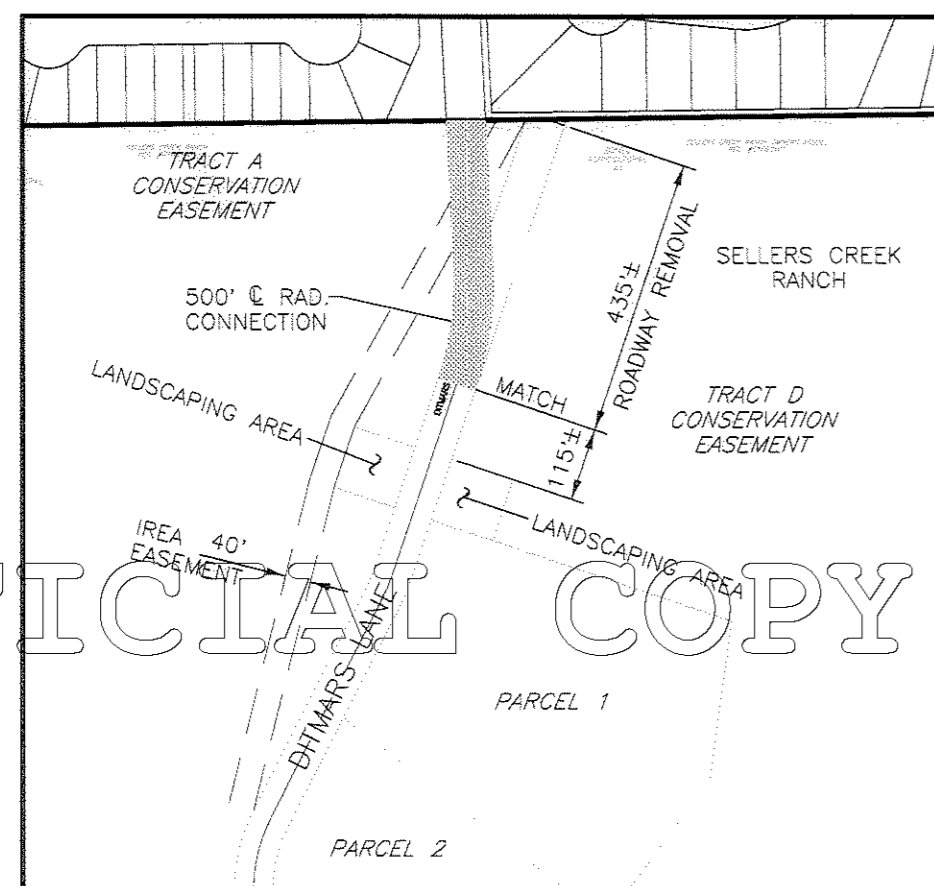 TRACT A
CONSERVATION
EASEMENT
500' ℄ RAD.
CONNECTION
435'±
ROADWAY REMOVAL
SELLERS CREEK
RANCH
LANDSCAPING AREA
DITMARS
MATCH
TRACT D
CONSERVATION
EASEMENT
115'±
LANDSCAPING AREA
IREA
EASEMENT
40'
ICIAL COPY
DITMARS LANE
PARCEL 1
PARCEL 2